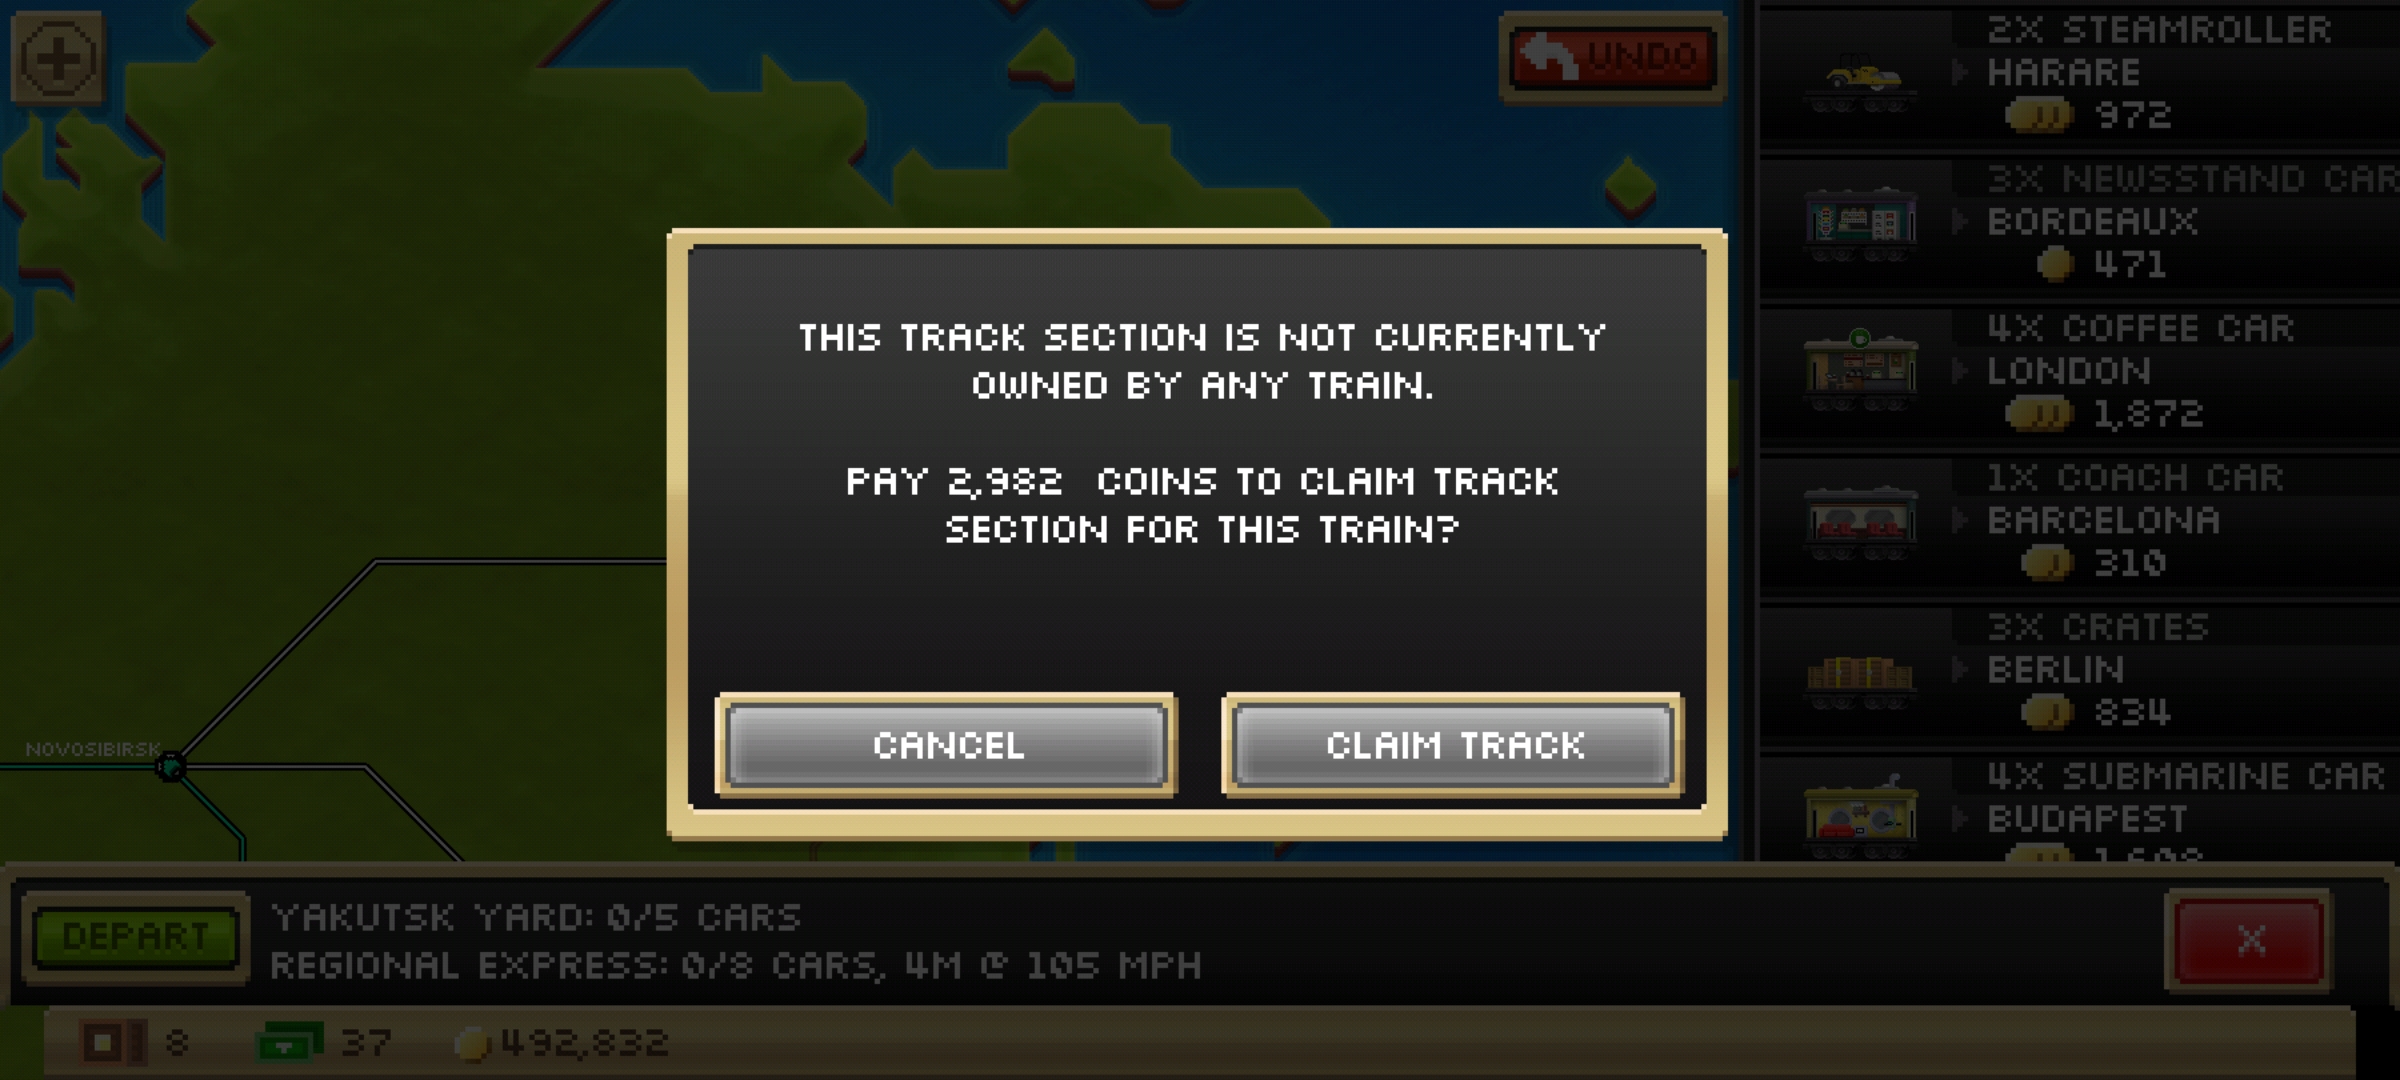 UNDO
2X STEAMROLLER
HARARE
972
3X NEWSSTAND CAR
BORDEAUX
471
4X COFFEE CAR
LONDON
1,872
1X COACH CAR
BARCELONA
310
3X CRATES
BERLIN
834
4X SUBMARINE CAR
BUDAPEST
1,608
THIS TRACK SECTION IS NOT CURRENTLY
OWNED BY ANY TRAIN.
PAY 2,982 COINS TO CLAIM TRACK
SECTION FOR THIS TRAIN?
CANCEL
CLAIM TRACK
NOVOSIBIRSK
DEPART
YAKUTSK YARD: 0/5 CARS
REGIONAL EXPRESS: 0/8 CARS, 4M @ 105 MPH
X
8
37
492,832